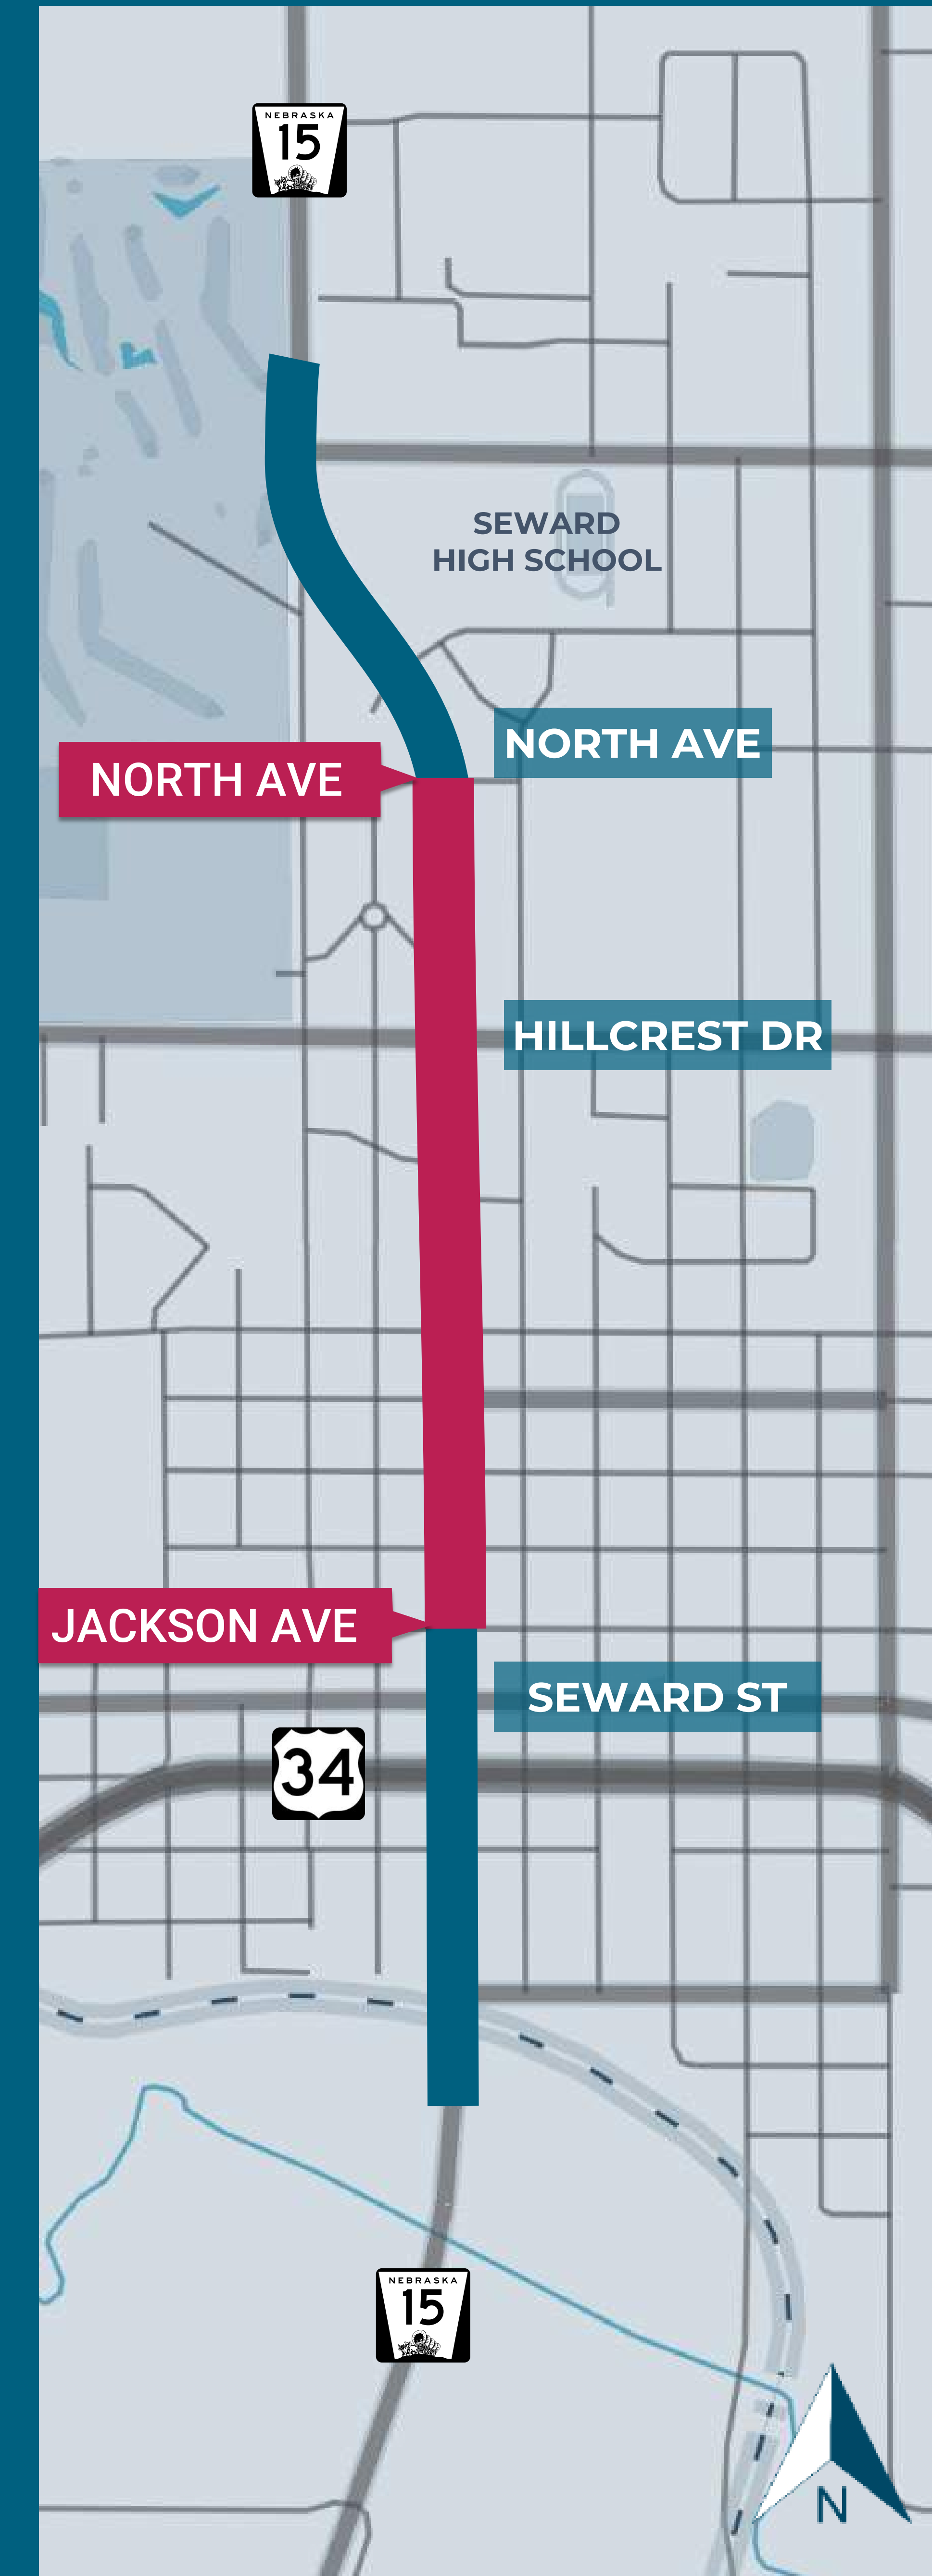 NEBRASKA
15
SEWARD
HIGH SCHOOL
NORTH AVE
NORTH AVE
HILLCREST DR
JACKSON AVE
SEWARD ST
34
NEBRASKA
15
N